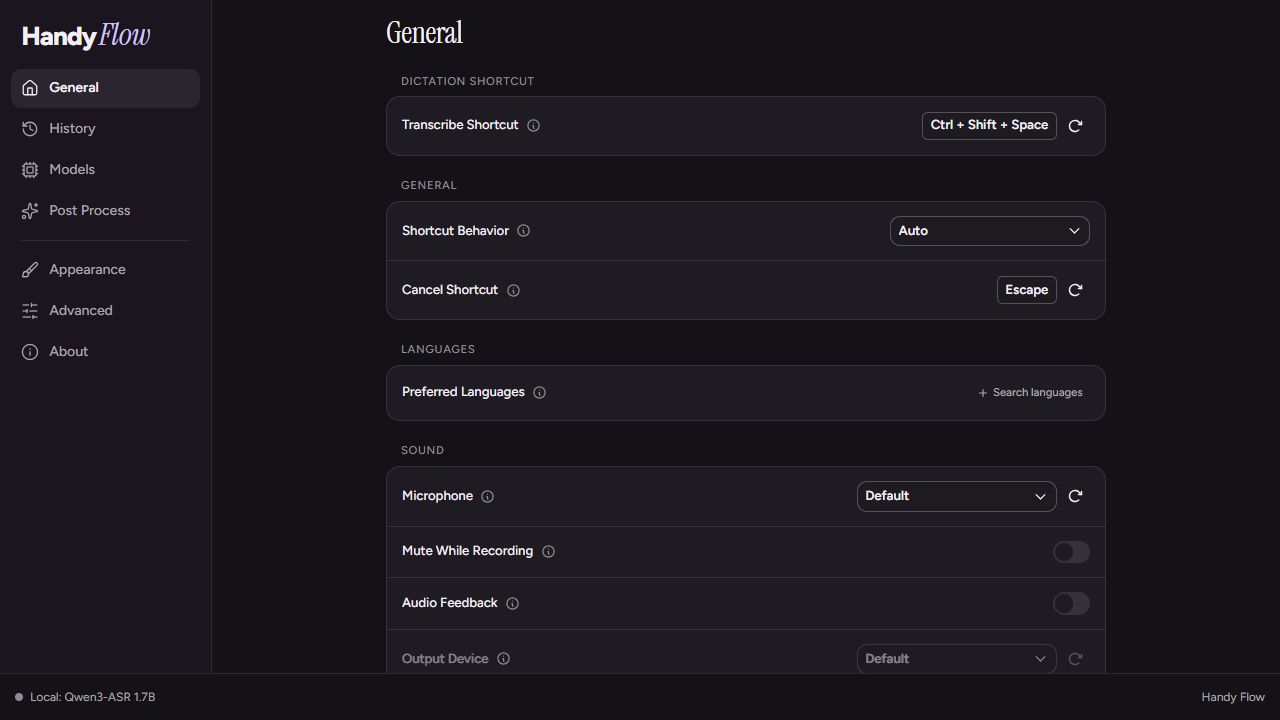 Handy Flow
General
History
Models
Post Process
Appearance
Advanced
About
General
DICTATION SHORTCUT
Transcribe Shortcut
Ctrl + Shift + Space
GENERAL
Shortcut Behavior
Auto
Cancel Shortcut
Escape
LANGUAGES
Preferred Languages
+ Search languages
SOUND
Microphone
Default
Mute While Recording
Audio Feedback
Output Device
Default
Local: Qwen3-ASR 1.7B
Handy Flow